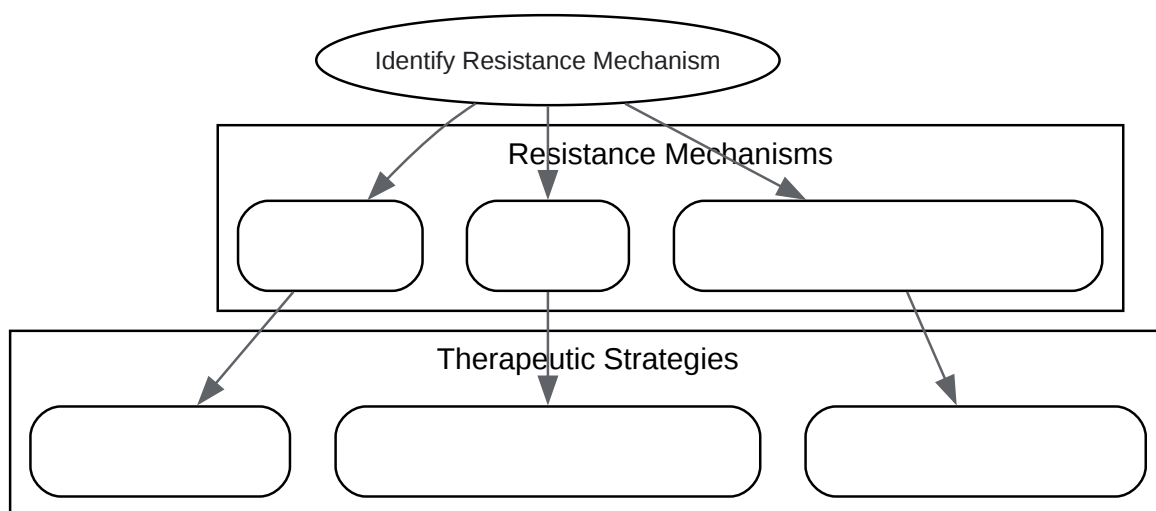 Identify Resistance Mechanism
Resistance Mechanisms
Therapeutic Strategies